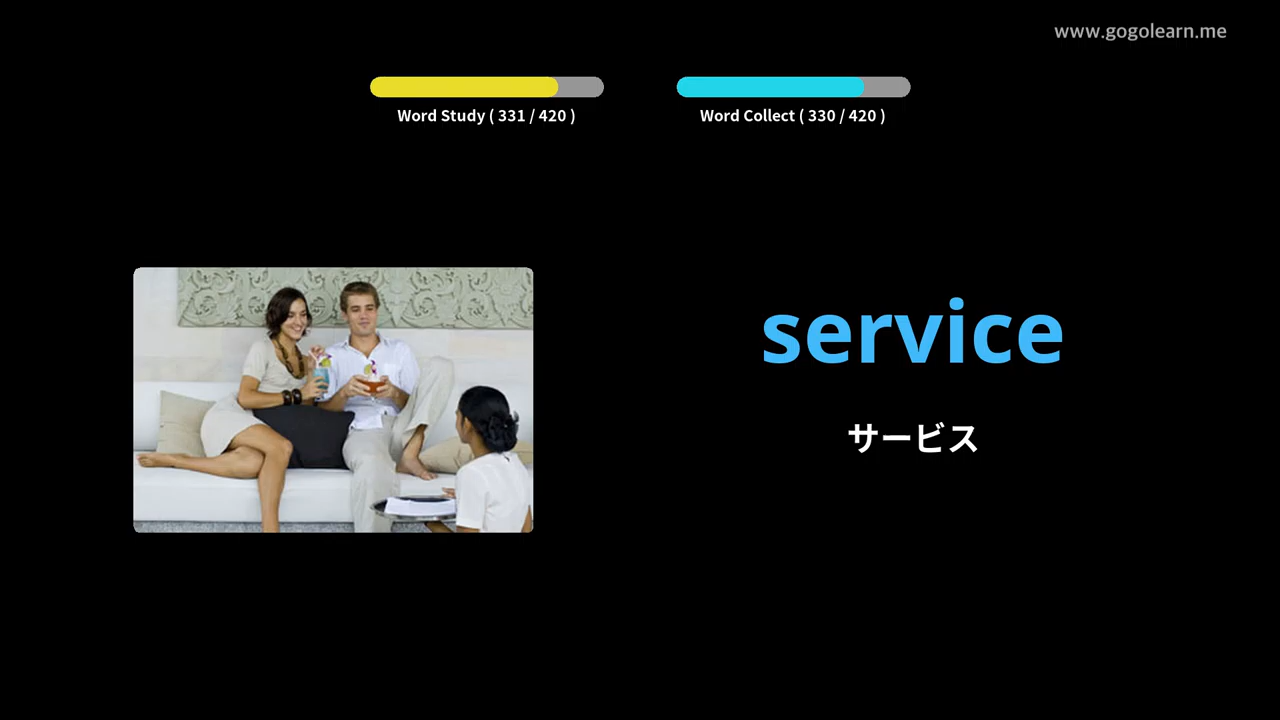 www.gogolearn.me
Word Study ( 331 / 420 )
Word Collect ( 330 / 420 )
service
サービス